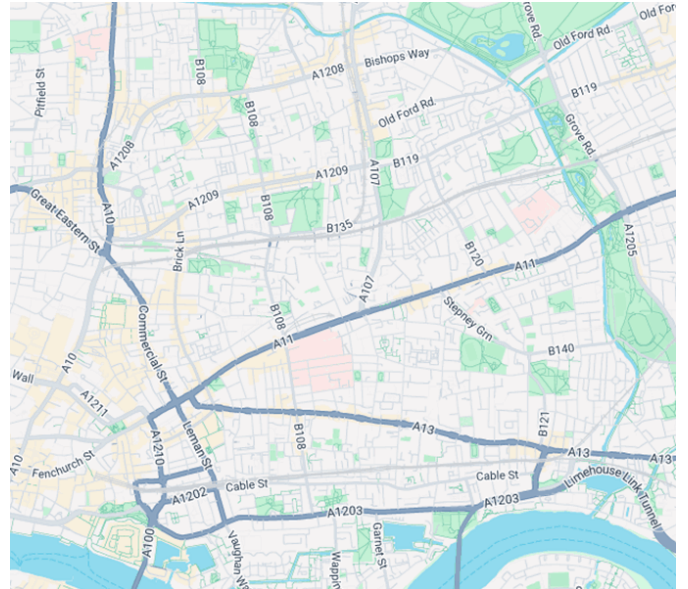 Old Ford
Old Ford Rd
Grove Rd
Bishops Way
B108
A1208
Pitfield St
B119
Old Ford Rd
B108
Grove Rd
A1208
B119
A1209
A107
A1209
B108
A10
Great Eastern St
B135
Brick Ln
B120
A1205
A11
A107
Stepney Grn
B108
Commercial St
A11
B140
A10
Wall
A1211
A13
B121
B108
Leman St
A1210
A10
Fenchurch St
A13
A13
Cable St
Cable St
A1202
Limehouse Link Tunnel
A1203
A1203
A100
Vaughan Wa
Garnet St
Wappin